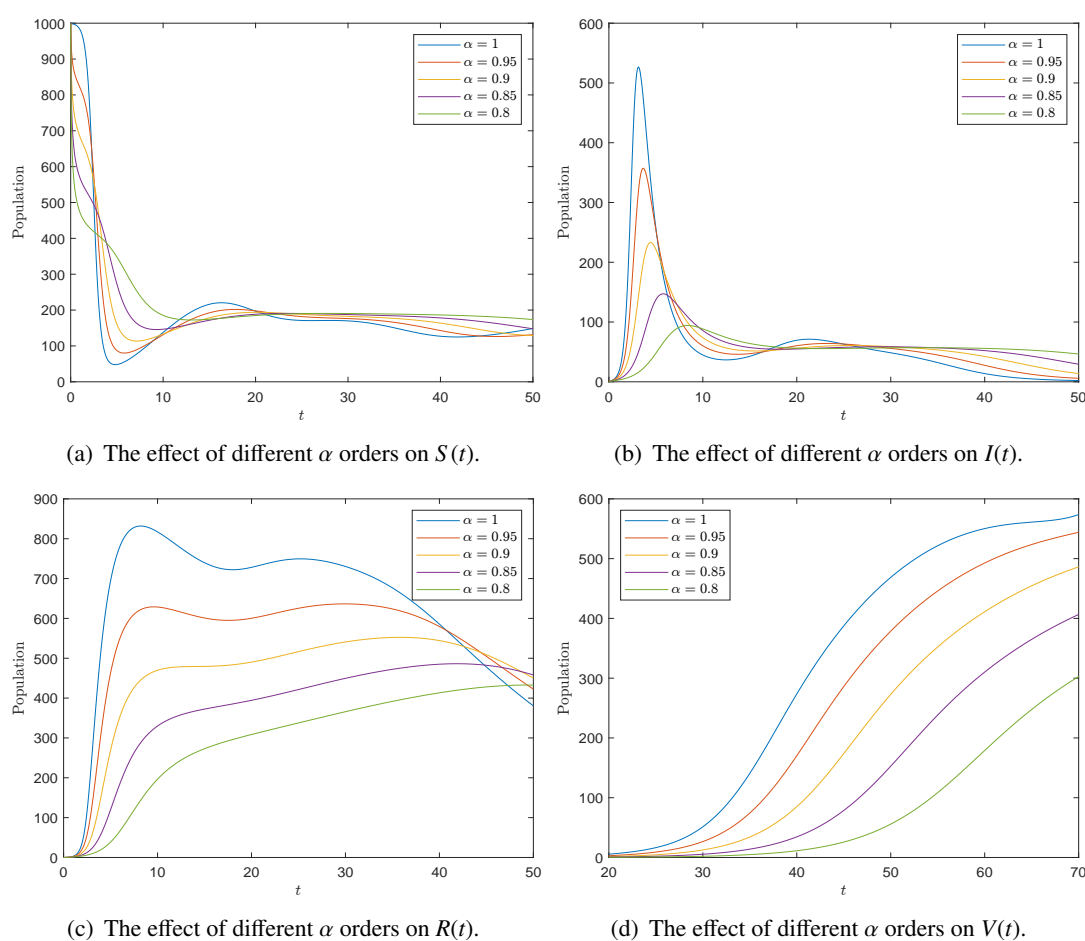 1000
900
800
700
600
500
400
300
200
100
0
Population
0 10 20 30 40 50
t
α = 1
α = 0.95
α = 0.9
α = 0.85
α = 0.8
(a) The effect of different α orders on S(t).
600
500
400
300
200
100
0
Population
0 10 20 30 40 50
t
α = 1
α = 0.95
α = 0.9
α = 0.85
α = 0.8
(b) The effect of different α orders on I(t).
900
800
700
600
500
400
300
200
100
0
Population
0 10 20 30 40 50
t
α = 1
α = 0.95
α = 0.9
α = 0.85
α = 0.8
(c) The effect of different α orders on R(t).
600
500
400
300
200
100
0
Population
20 30 40 50 60 70
t
α = 1
α = 0.95
α = 0.9
α = 0.85
α = 0.8
(d) The effect of different α orders on V(t).